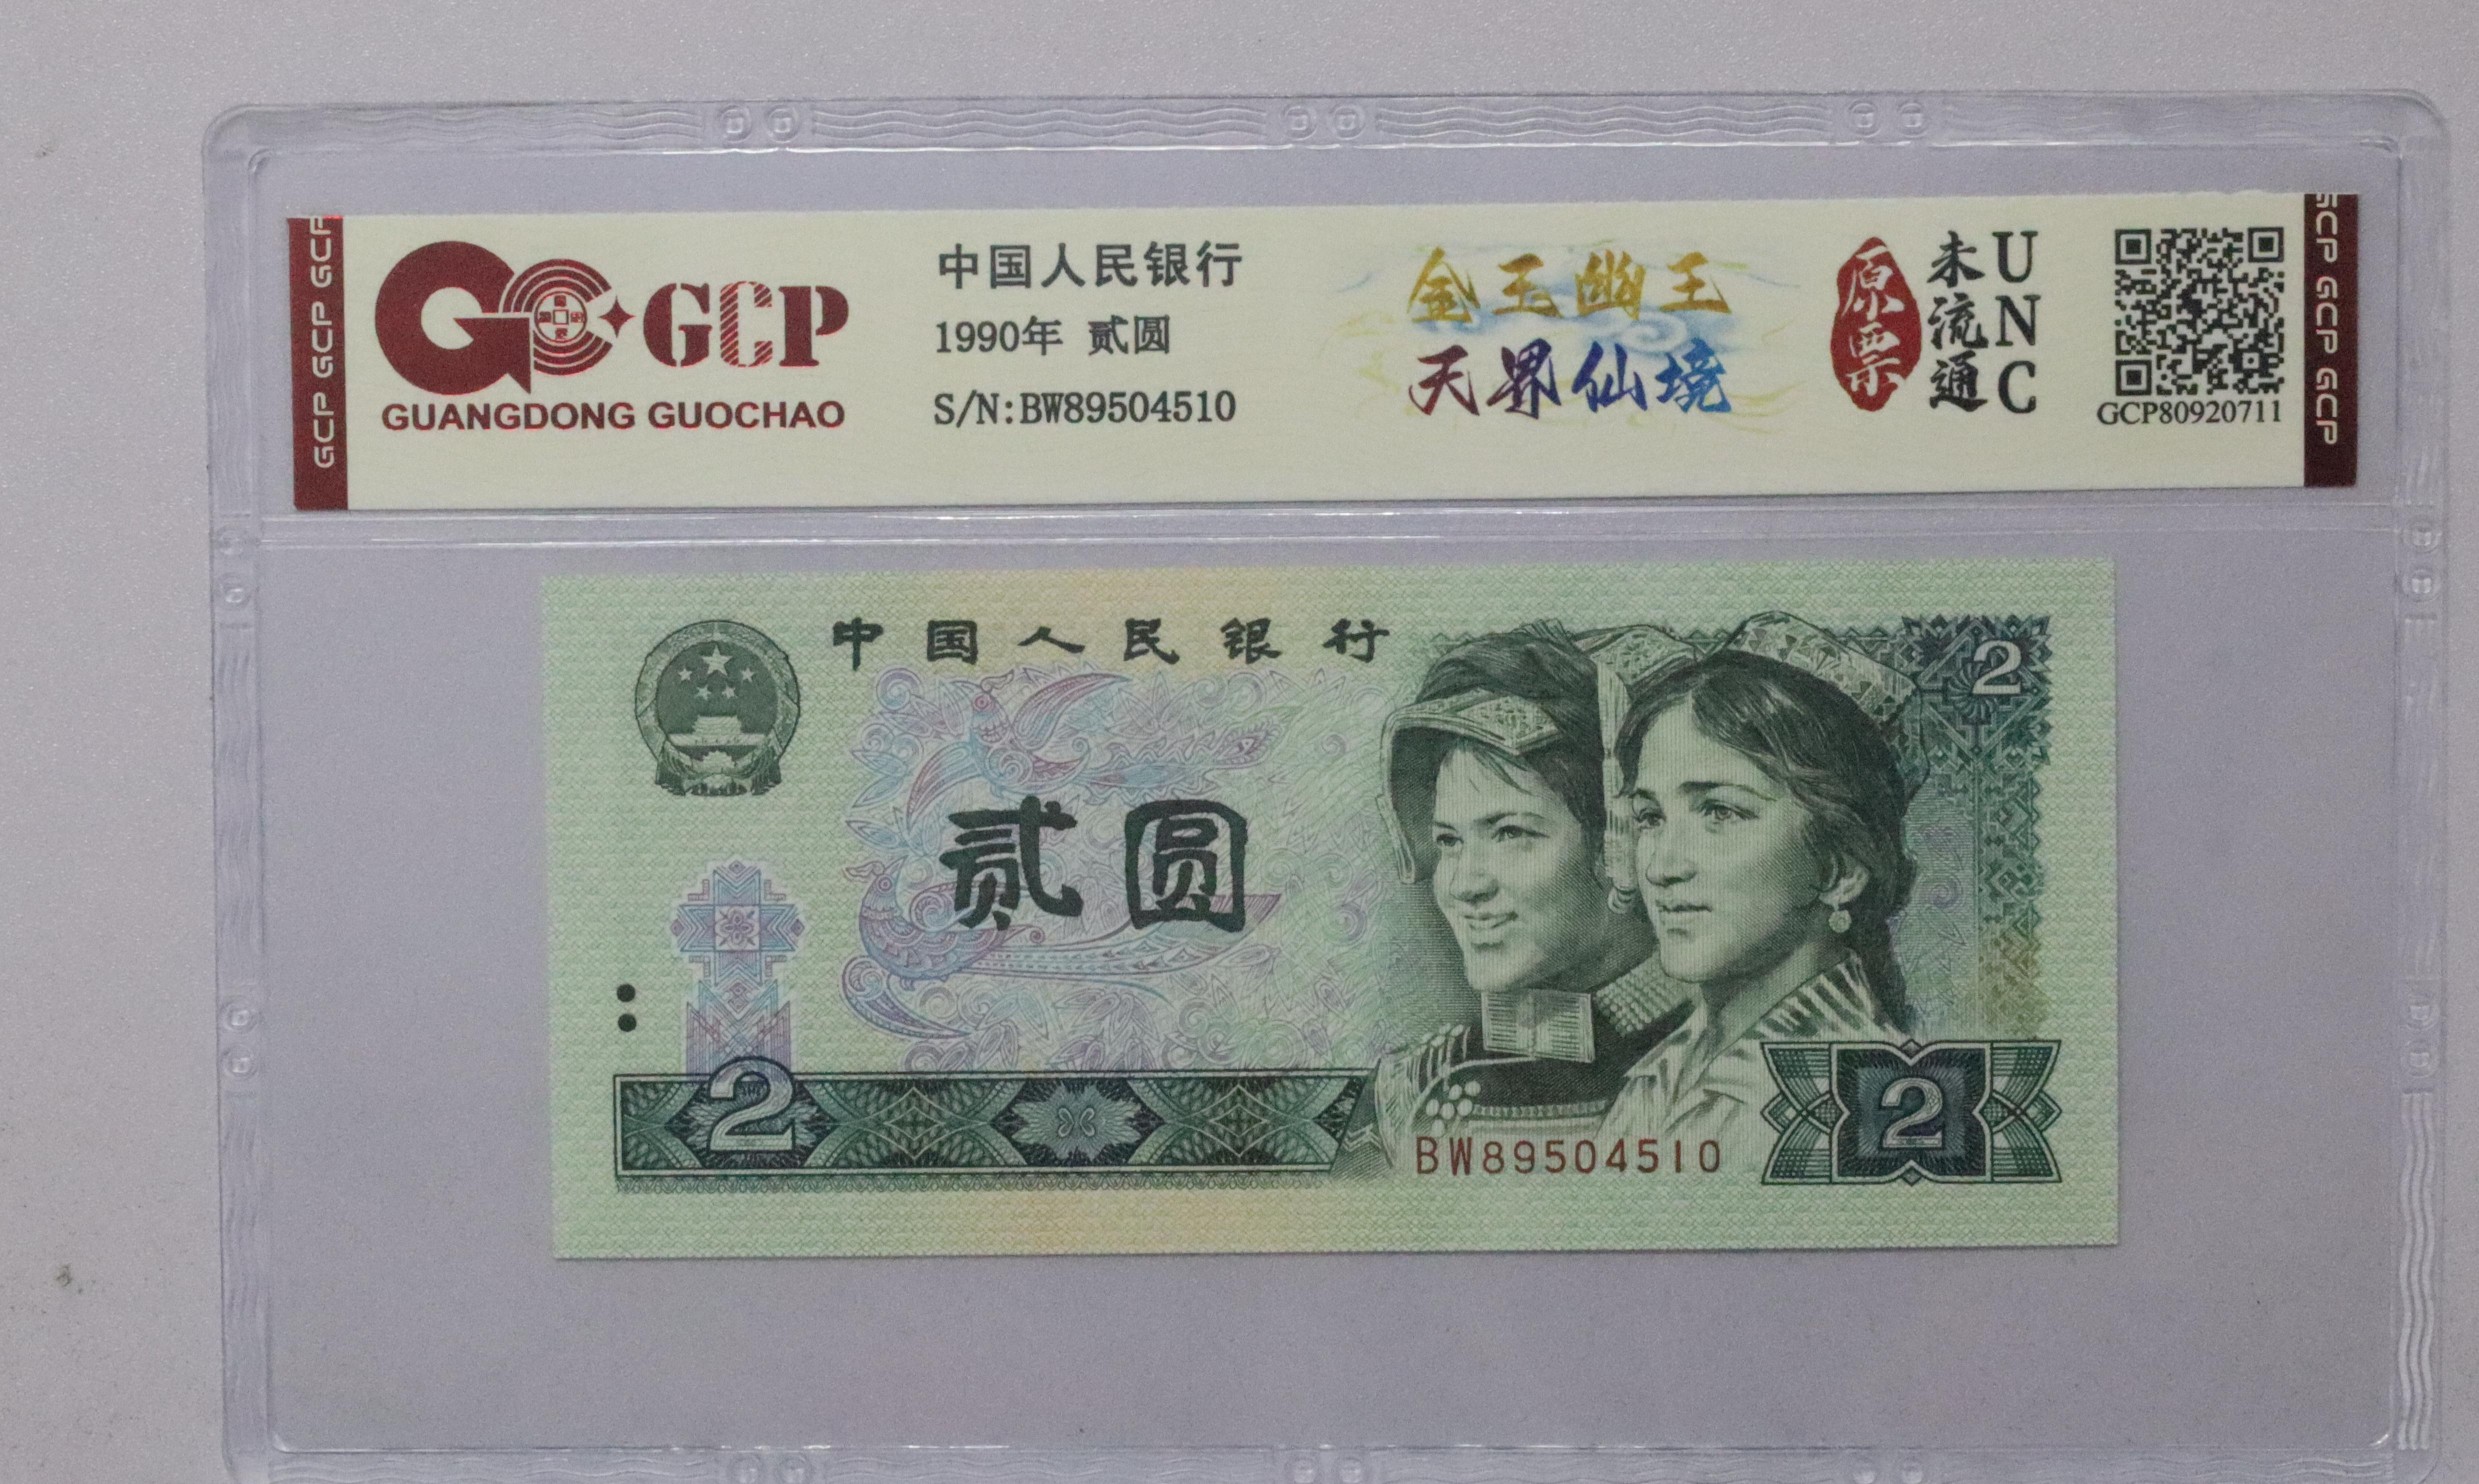 GCP GCP GCP
GCP
GUANGDONG GUOCHAO
中国人民银行
1990年 贰圆
S/N:BW89504510
金玉幽王
天界仙境
原票
未流通
UNC
GCP80920711
GCP GCP GCP
中国人民银行
2
贰圆
2
BW89504510
2